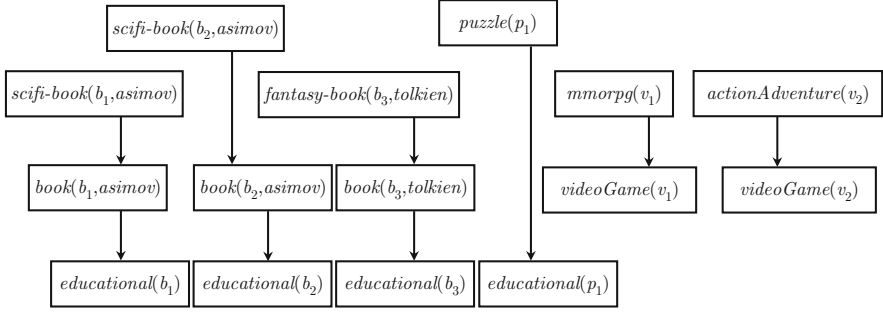 puzzle(p₁)
scifi-book(b₂,asimov)
scifi-book(b₁,asimov)
fantasy-book(b₃,tolkien)
mmorpg(v₁)
actionAdventure(v₂)
book(b₁,asimov)
book(b₂,asimov)
book(b₃,tolkien)
videoGame(v₁)
videoGame(v₂)
educational(b₁)
educational(b₂)
educational(b₃)
educational(p₁)